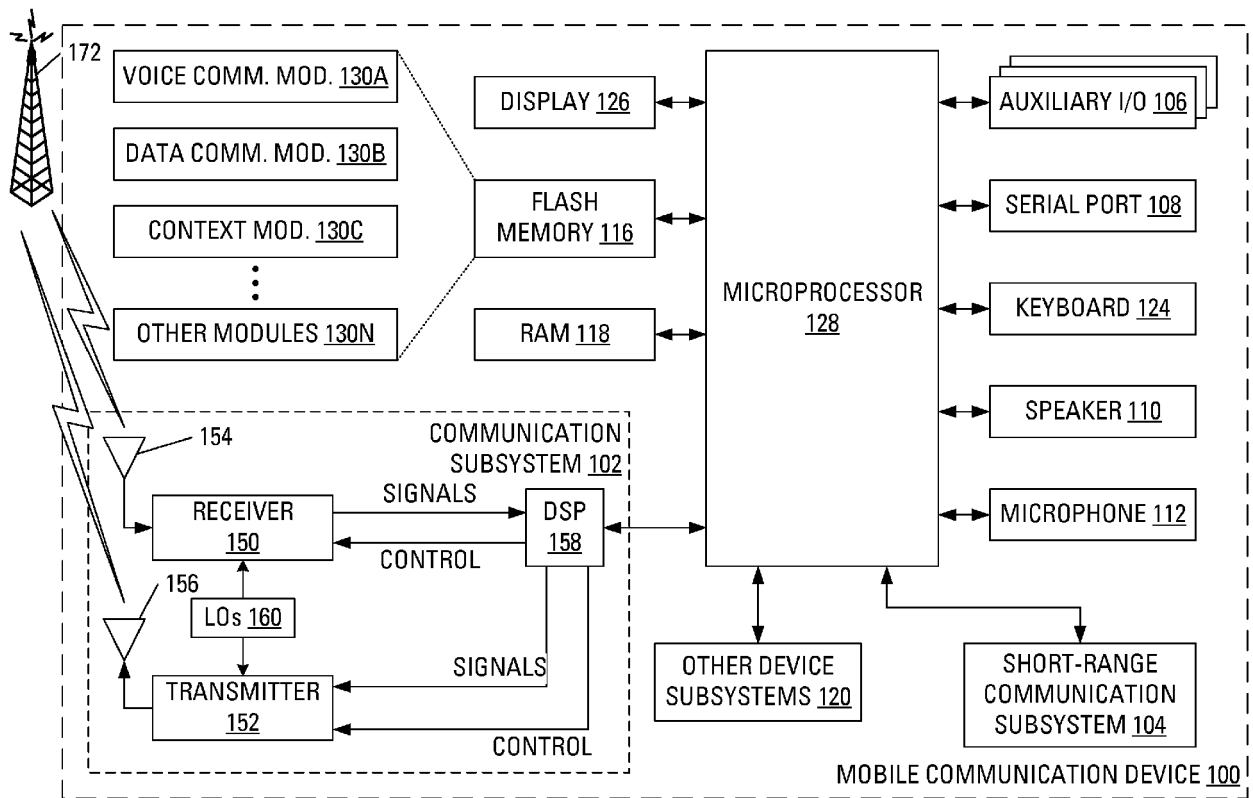 172
VOICE COMM. MOD. 130A
DATA COMM. MOD. 130B
CONTEXT MOD. 130C
OTHER MODULES 130N
DISPLAY 126
FLASH
MEMORY 116
RAM 118
MICROPROCESSOR
128
AUXILIARY I/O 106
SERIAL PORT 108
KEYBOARD 124
SPEAKER 110
MICROPHONE 112
COMMUNICATION
SUBSYSTEM 102
154
RECEIVER
150
SIGNALS
CONTROL
DSP
158
156
LOs 160
TRANSMITTER
152
SIGNALS
CONTROL
OTHER DEVICE
SUBSYSTEMS 120
SHORT-RANGE
COMMUNICATION
SUBSYSTEM 104
MOBILE COMMUNICATION DEVICE 100